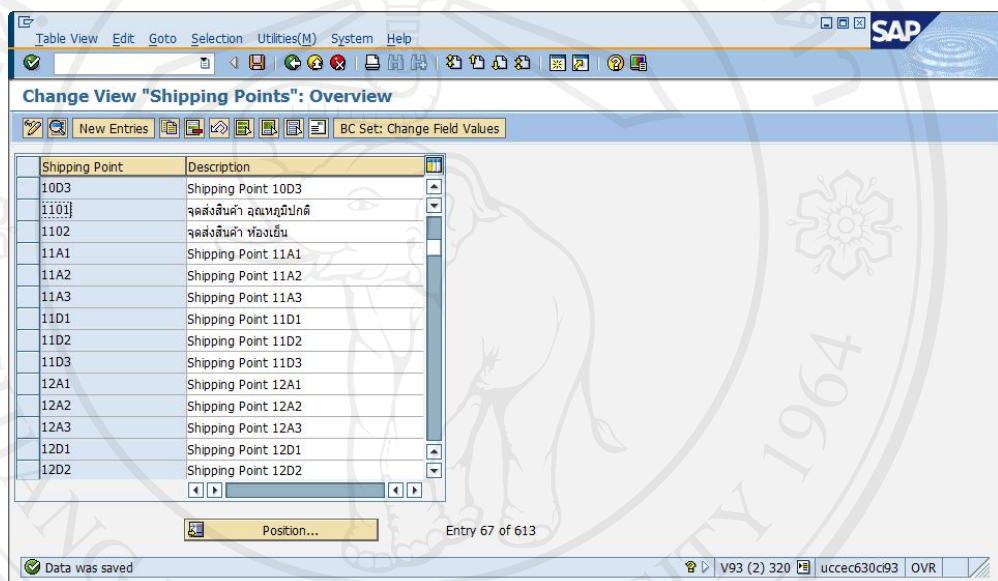 Table View Edit Goto Selection Utilities(M) System Help
SAP
Change View "Shipping Points": Overview
New Entries BC Set: Change Field Values
Shipping Point Description
10D3 Shipping Point 10D3
1101 จุดส่งสินค้า อุณหภูมิปกติ
1102 จุดส่งสินค้า ห้องเย็น
11A1 Shipping Point 11A1
11A2 Shipping Point 11A2
11A3 Shipping Point 11A3
11D1 Shipping Point 11D1
11D2 Shipping Point 11D2
11D3 Shipping Point 11D3
12A1 Shipping Point 12A1
12A2 Shipping Point 12A2
12A3 Shipping Point 12A3
12D1 Shipping Point 12D1
12D2 Shipping Point 12D2
Position... Entry 67 of 613
Data was saved V93 (2) 320 uccec630ci93 OVR
1964